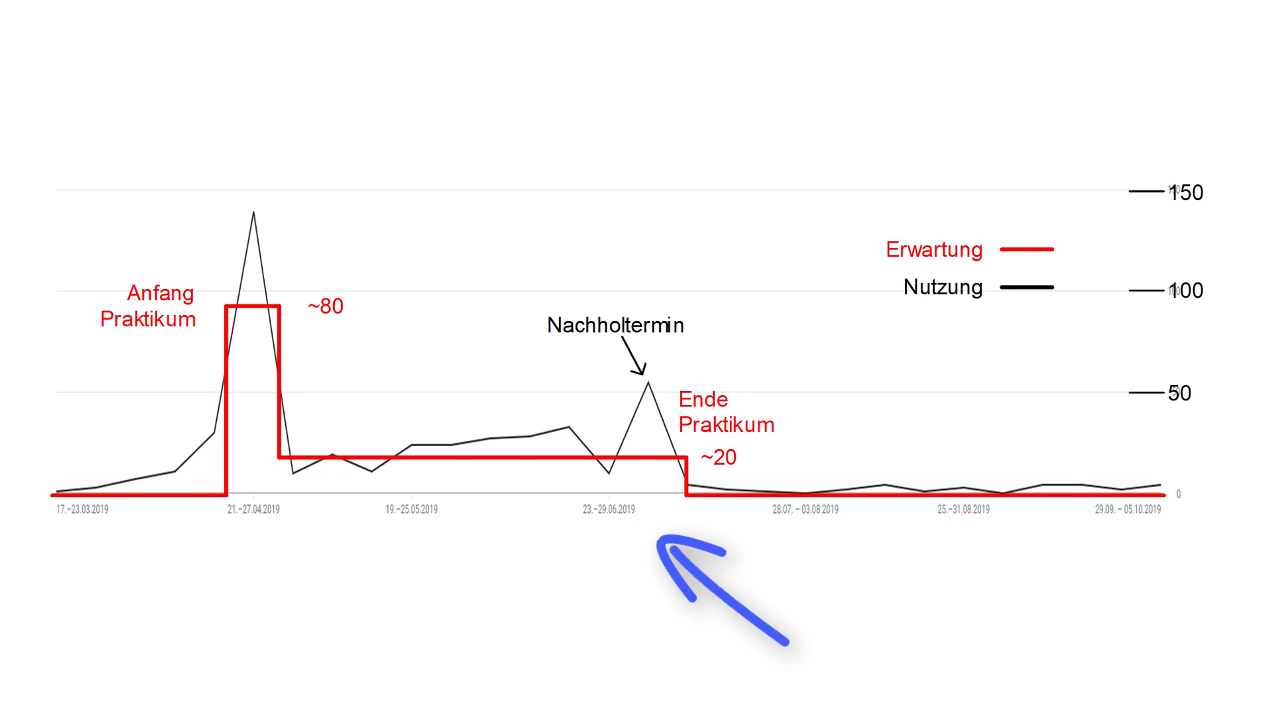 150
Erwartung
Anfang
Praktikum
~80
Nutzung
100
Nachholtermin
50
Ende
Praktikum
~20
0
17.–23.03.2019
21.–27.04.2019
19.–25.05.2019
23.–29.06.2019
28.07. – 03.08.2019
25.–31.08.2019
29.09. – 05.10.2019